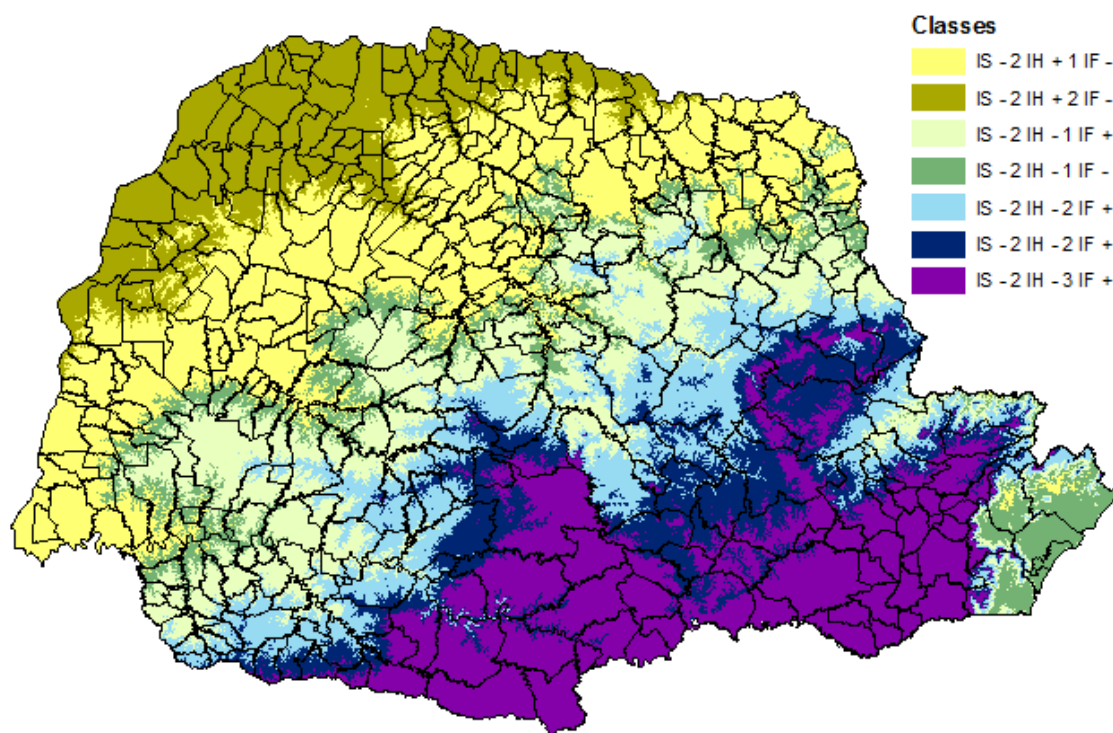 Classes
IS - 2 IH + 1 IF -
IS - 2 IH + 2 IF -
IS - 2 IH - 1 IF +
IS - 2 IH - 1 IF -
IS - 2 IH - 2 IF +
IS - 2 IH - 2 IF +
IS - 2 IH - 3 IF +